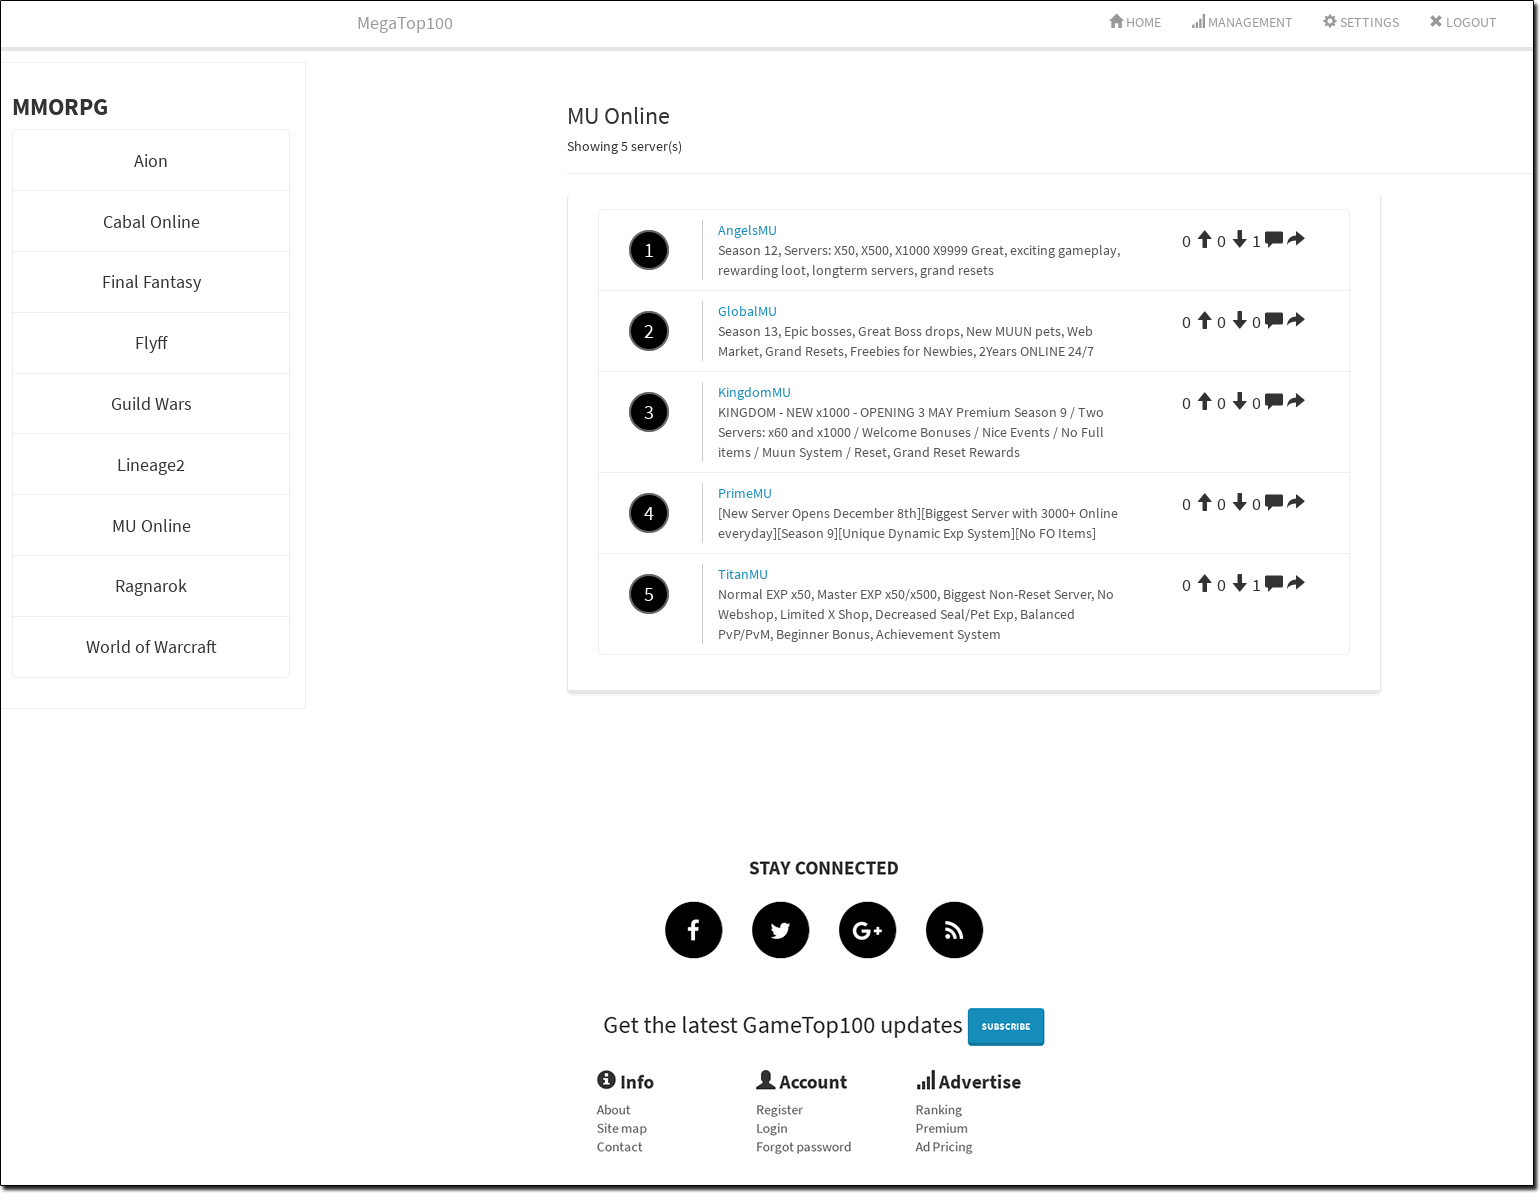 MegaTop100
HOME MANAGEMENT SETTINGS LOGOUT
MMORPG
Aion
Cabal Online
Final Fantasy
Flyff
Guild Wars
Lineage2
MU Online
Ragnarok
World of Warcraft
MU Online
Showing 5 server(s)
1
AngelsMU
Season 12, Servers: X50, X500, X1000 X9999 Great, exciting gameplay,
rewarding loot, longterm servers, grand resets
0 0 1
2
GlobalMU
Season 13, Epic bosses, Great Boss drops, New MUUN pets, Web
Market, Grand Resets, Freebies for Newbies, 2Years ONLINE 24/7
0 0 0
3
KingdomMU
KINGDOM - NEW x1000 - OPENING 3 MAY Premium Season 9 / Two
Servers: x60 and x1000 / Welcome Bonuses / Nice Events / No Full
items / Muun System / Reset, Grand Reset Rewards
0 0 0
4
PrimeMU
[New Server Opens December 8th][Biggest Server with 3000+ Online
everyday][Season 9][Unique Dynamic Exp System][No FO Items]
0 0 0
5
TitanMU
Normal EXP x50, Master EXP x50/x500, Biggest Non-Reset Server, No
Webshop, Limited X Shop, Decreased Seal/Pet Exp, Balanced
PvP/PvM, Beginner Bonus, Achievement System
0 0 1
STAY CONNECTED
Get the latest GameTop100 updates SUBSCRIBE
Info
About
Site map
Contact
Account
Register
Login
Forgot password
Advertise
Ranking
Premium
Ad Pricing